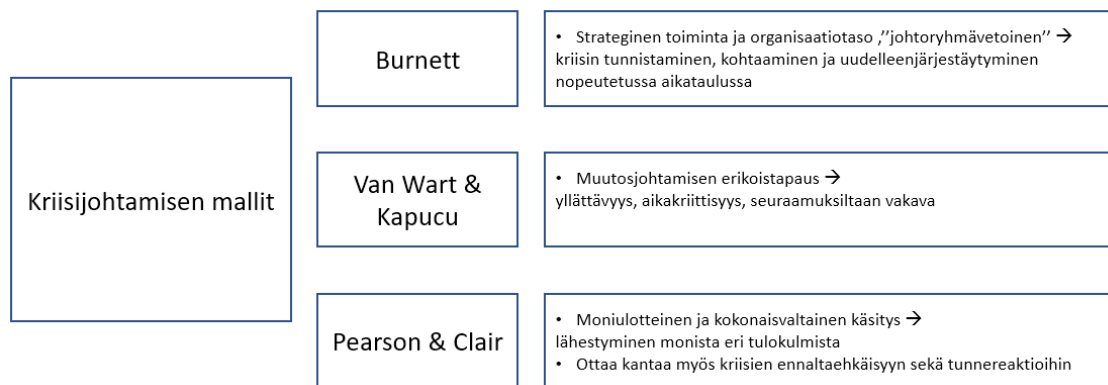 Kriisijohtamisen mallit
Burnett
• Strateginen toiminta ja organisaatiotaso ,”johtoryhmävetoinen” →
kriisin tunnistaminen, kohtaaminen ja uudelleenjärjestäytyminen
nopeutetussa aikataulussa
Van Wart &
Kapucu
• Muutosjohtamisen erikoistapaus →
yllättävyys, aikakriittisyys, seuraamuksiltaan vakava
Pearson & Clair
• Moniulotteinen ja kokonaisvaltainen käsitys →
lähestyminen monista eri tulokulmista
• Ottaa kantaa myös kriisien ennaltaehkäisyyn sekä tunnereaktioihin